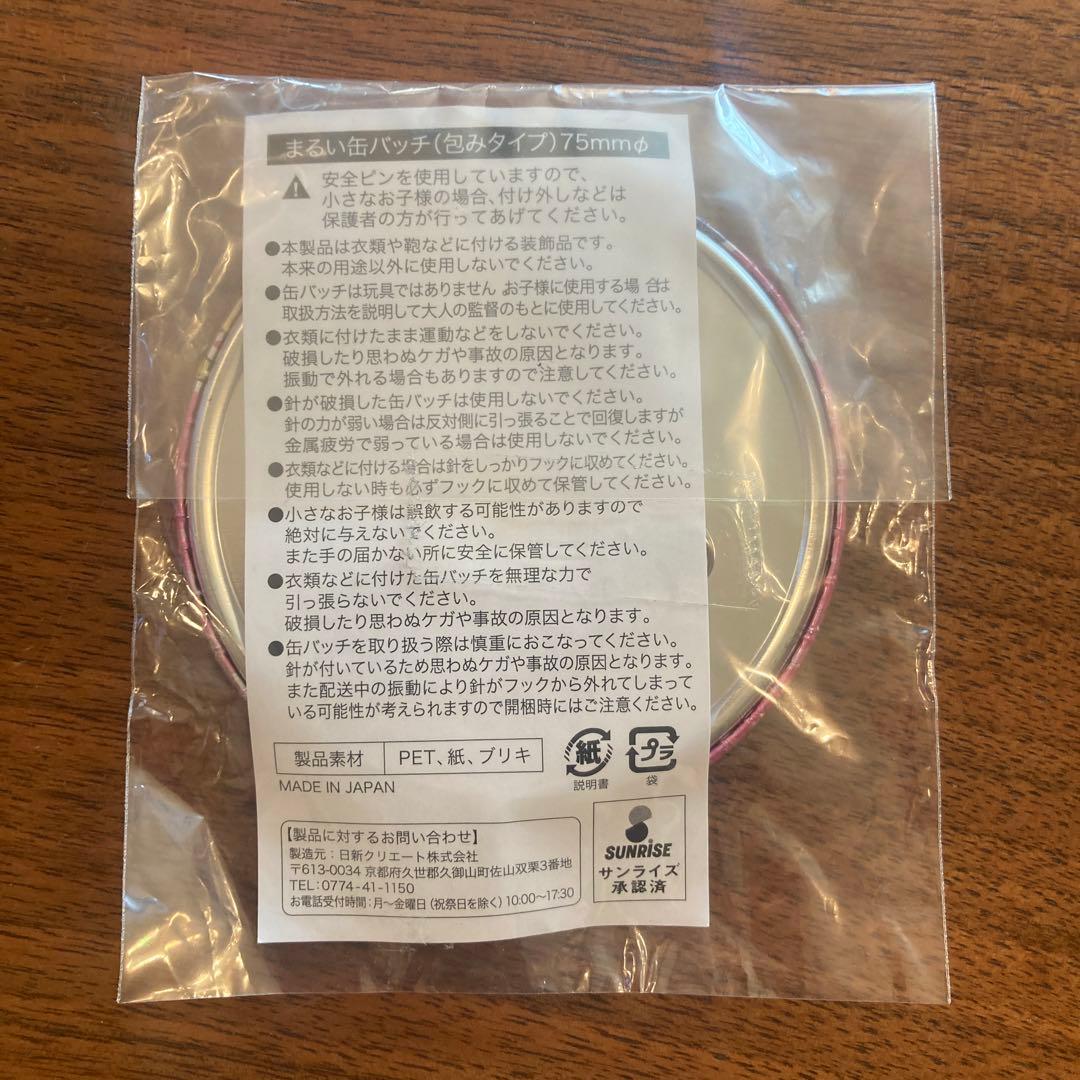 まるい缶バッチ(包みタイプ)75mmφ
安全ピンを使用していますので、
小さなお子様の場合、付け外しなどは
保護者の方が行ってあげてください。
●本製品は衣類や鞄などに付ける装飾品です。
本来の用途以外に使用しないでください。
●缶バッチは玩具ではありません お子様に使用する場合は
取扱方法を説明して大人の監督のもとに使用してください。
●衣類に付けたまま運動などをしないでください。
破損したり思わぬケガや事故の原因となります。
振動で外れる場合もありますので注意してください。
●針が破損した缶バッチは使用しないでください。
針の力が弱い場合は反対側に引っ張ることで回復しますが
金属疲労で弱っている場合は使用しないでください。
●衣類などに付ける場合は針をしっかりフックに収めてください。
使用しない時も必ずフックに収めて保管してください。
●小さなお子様は誤飲する可能性がありますので
絶対に与えないでください。
また手の届かない所に安全に保管してください。
●衣類などに付けた缶バッチを無理な力で
引っ張らないでください。
破損したり思わぬケガや事故の原因となります。
●缶バッチを取り扱う際は慎重におこなってください。
針が付いているため思わぬケガや事故の原因となります。
また配送中の振動により針がフックから外れてしまって
いる可能性が考えられますので開梱時にはご注意ください。
製品素材 PET、紙、ブリキ
紙 プラ
説明書 袋
MADE IN JAPAN
【製品に対するお問い合わせ】
製造元:日新クリエート株式会社
〒613-0034 京都府久世郡久御山町佐山双栗3番地
TEL:0774-41-1150
お電話受付時間:月〜金曜日(祝祭日を除く)10:00〜17:30
SUNRISE
サンライズ
承認済